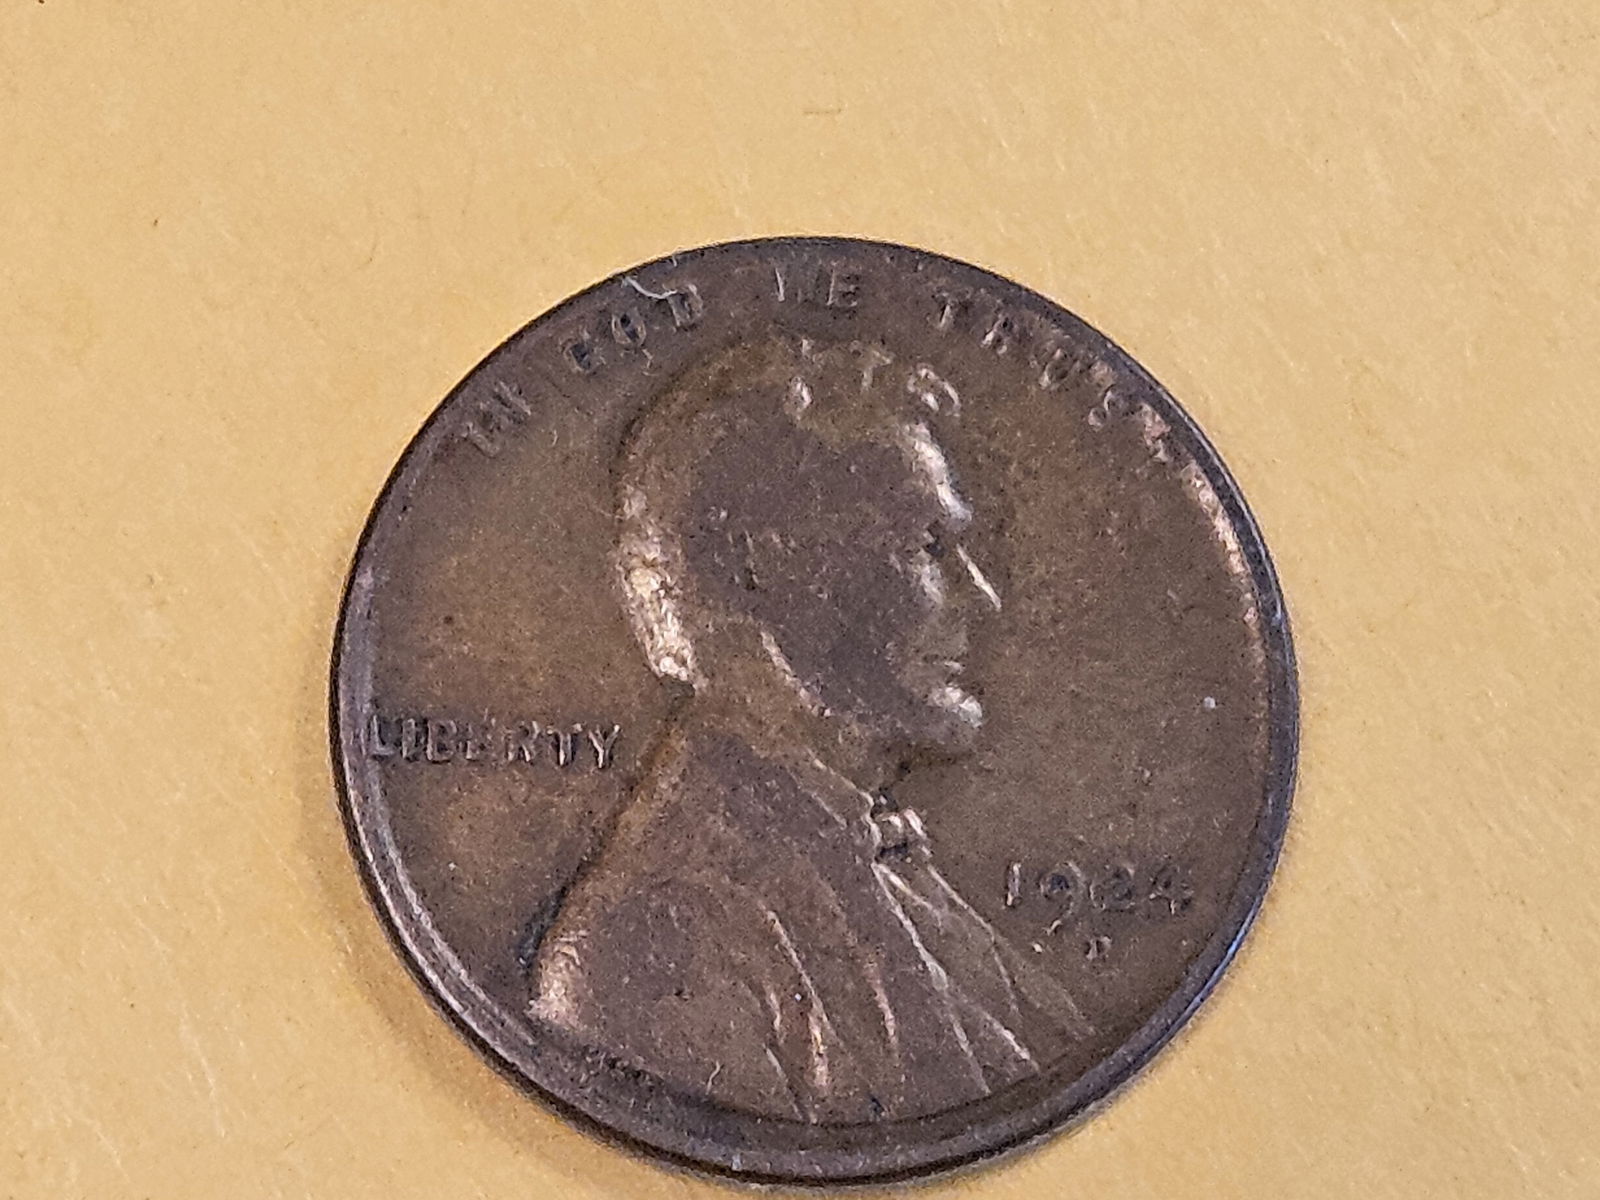 IN GOD WE TRUST
LIBERTY
1924
D